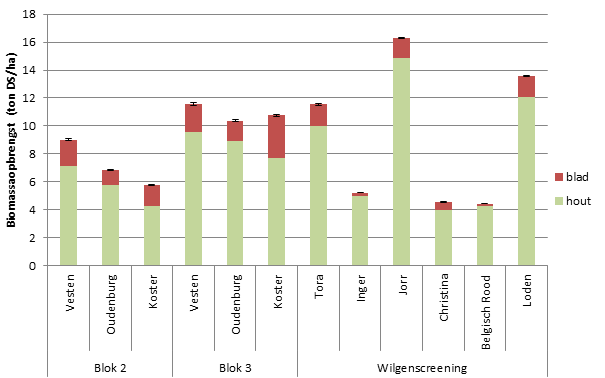 18
16
14
12
10
8
6
4
2
0
Biomassaopbrengst (ton DS/ha)
blad
hout
Vesten
Oudenburg
Koster
Vesten
Oudenburg
Koster
Tora
Inger
Jorr
Christina
Belgisch Rood
Loden
Blok 2
Blok 3
Wilgenscreening